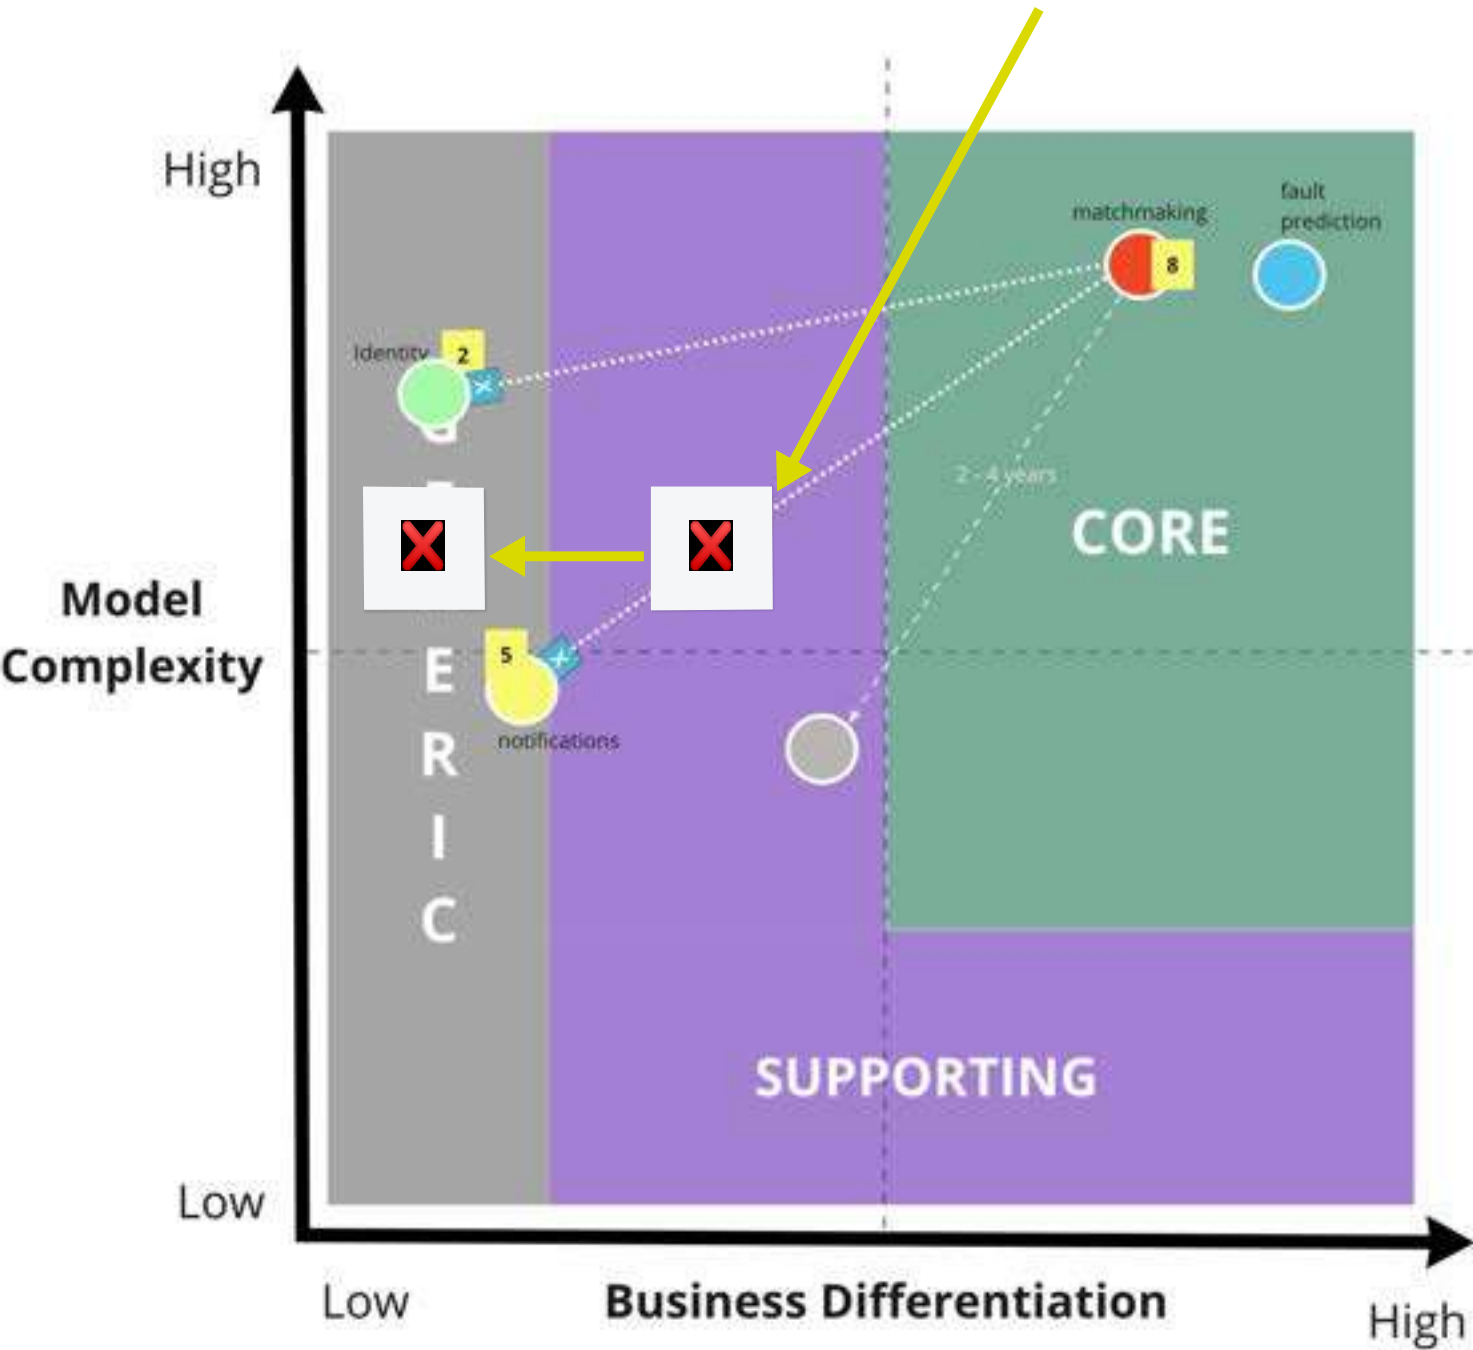 High
matchmaking
fault
prediction
8
Identity
2
2 - 4 years
CORE
Model
Complexity
5
notifications
E
R
I
C
SUPPORTING
Low
Low
Business Differentiation
High